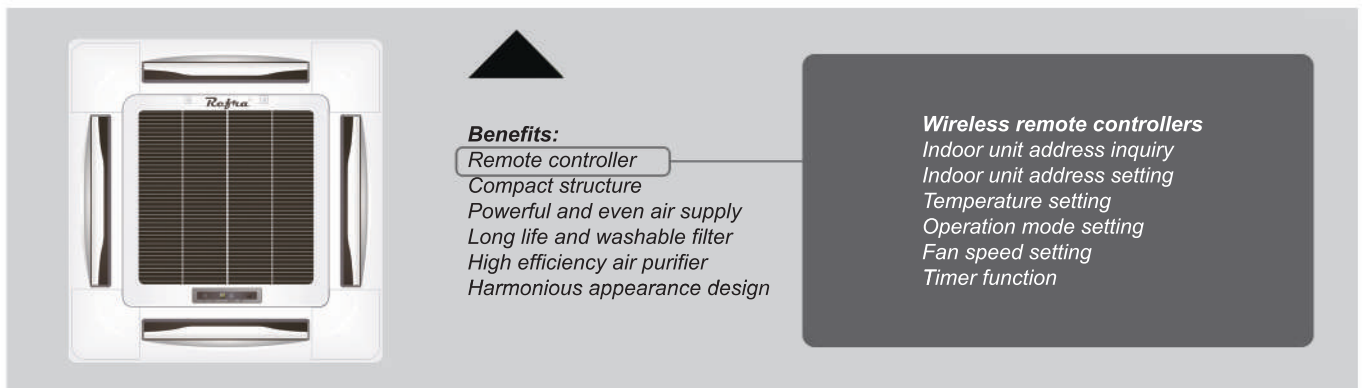 Refra
Benefits:
Remote controller
Compact structure
Powerful and even air supply
Long life and washable filter
High efficiency air purifier
Harmonious appearance design
Wireless remote controllers
Indoor unit address inquiry
Indoor unit address setting
Temperature setting
Operation mode setting
Fan speed setting
Timer function